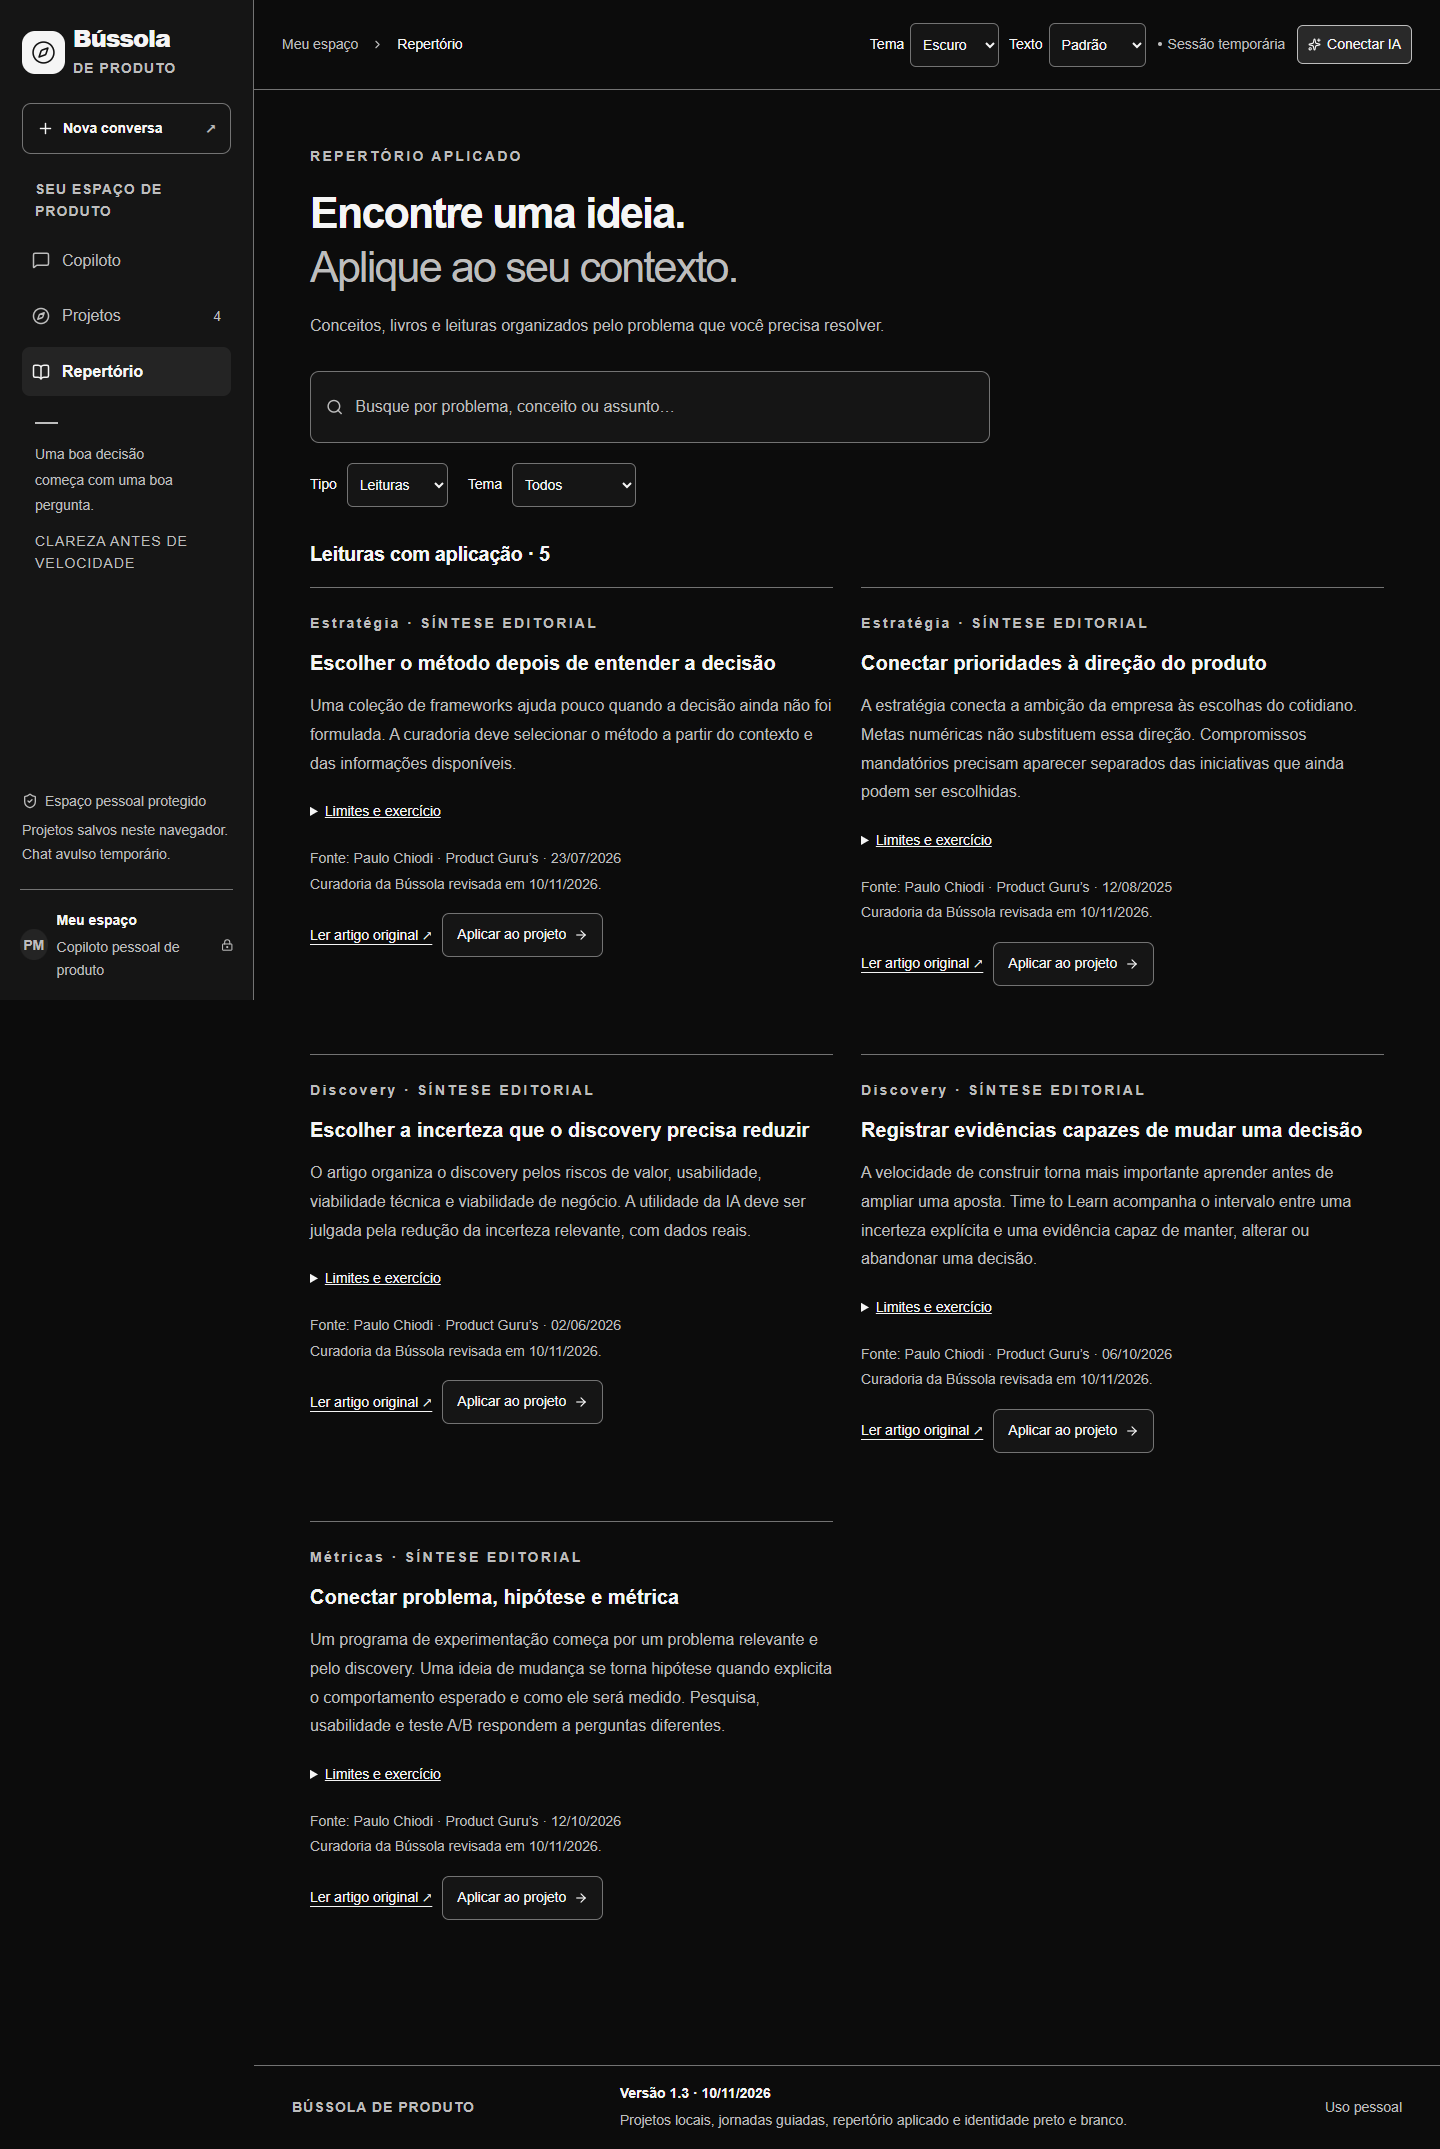 Bússola
DE PRODUTO
Nova conversa ↗
SEU ESPAÇO DE
PRODUTO
Copiloto
Projetos 4
Repertório
Uma boa decisão
começa com uma boa
pergunta.
CLAREZA ANTES DE
VELOCIDADE
Espaço pessoal protegido
Projetos salvos neste navegador.
Chat avulso temporário.
PM
Meu espaço
Copiloto pessoal de
produto
Meu espaço › Repertório
Tema Escuro Texto Padrão • Sessão temporária Conectar IA
REPERTÓRIO APLICADO
Encontre uma ideia.
Aplique ao seu contexto.
Conceitos, livros e leituras organizados pelo problema que você precisa resolver.
Busque por problema, conceito ou assunto…
Tipo Leituras Tema Todos
Leituras com aplicação · 5
Estratégia · SÍNTESE EDITORIAL
Escolher o método depois de entender a decisão
Uma coleção de frameworks ajuda pouco quando a decisão ainda não foi
formulada. A curadoria deve selecionar o método a partir do contexto e
das informações disponíveis.
Limites e exercício
Fonte: Paulo Chiodi · Product Guru’s · 23/07/2026
Curadoria da Bússola revisada em 10/11/2026.
Ler artigo original ↗ Aplicar ao projeto →
Estratégia · SÍNTESE EDITORIAL
Conectar prioridades à direção do produto
A estratégia conecta a ambição da empresa às escolhas do cotidiano.
Metas numéricas não substituem essa direção. Compromissos
mandatórios precisam aparecer separados das iniciativas que ainda
podem ser escolhidas.
Limites e exercício
Fonte: Paulo Chiodi · Product Guru’s · 12/08/2025
Curadoria da Bússola revisada em 10/11/2026.
Ler artigo original ↗ Aplicar ao projeto →
Discovery · SÍNTESE EDITORIAL
Escolher a incerteza que o discovery precisa reduzir
O artigo organiza o discovery pelos riscos de valor, usabilidade,
viabilidade técnica e viabilidade de negócio. A utilidade da IA deve ser
julgada pela redução da incerteza relevante, com dados reais.
Limites e exercício
Fonte: Paulo Chiodi · Product Guru’s · 02/06/2026
Curadoria da Bússola revisada em 10/11/2026.
Ler artigo original ↗ Aplicar ao projeto →
Discovery · SÍNTESE EDITORIAL
Registrar evidências capazes de mudar uma decisão
A velocidade de construir torna mais importante aprender antes de
ampliar uma aposta. Time to Learn acompanha o intervalo entre uma
incerteza explícita e uma evidência capaz de manter, alterar ou
abandonar uma decisão.
Limites e exercício
Fonte: Paulo Chiodi · Product Guru’s · 06/10/2026
Curadoria da Bússola revisada em 10/11/2026.
Ler artigo original ↗ Aplicar ao projeto →
Métricas · SÍNTESE EDITORIAL
Conectar problema, hipótese e métrica
Um programa de experimentação começa por um problema relevante e
pelo discovery. Uma ideia de mudança se torna hipótese quando explicita
o comportamento esperado e como ele será medido. Pesquisa,
usabilidade e teste A/B respondem a perguntas diferentes.
Limites e exercício
Fonte: Paulo Chiodi · Product Guru’s · 12/10/2026
Curadoria da Bússola revisada em 10/11/2026.
Ler artigo original ↗ Aplicar ao projeto →
BÚSSOLA DE PRODUTO
Versão 1.3 · 10/11/2026
Projetos locais, jornadas guiadas, repertório aplicado e identidade preto e branco.
Uso pessoal